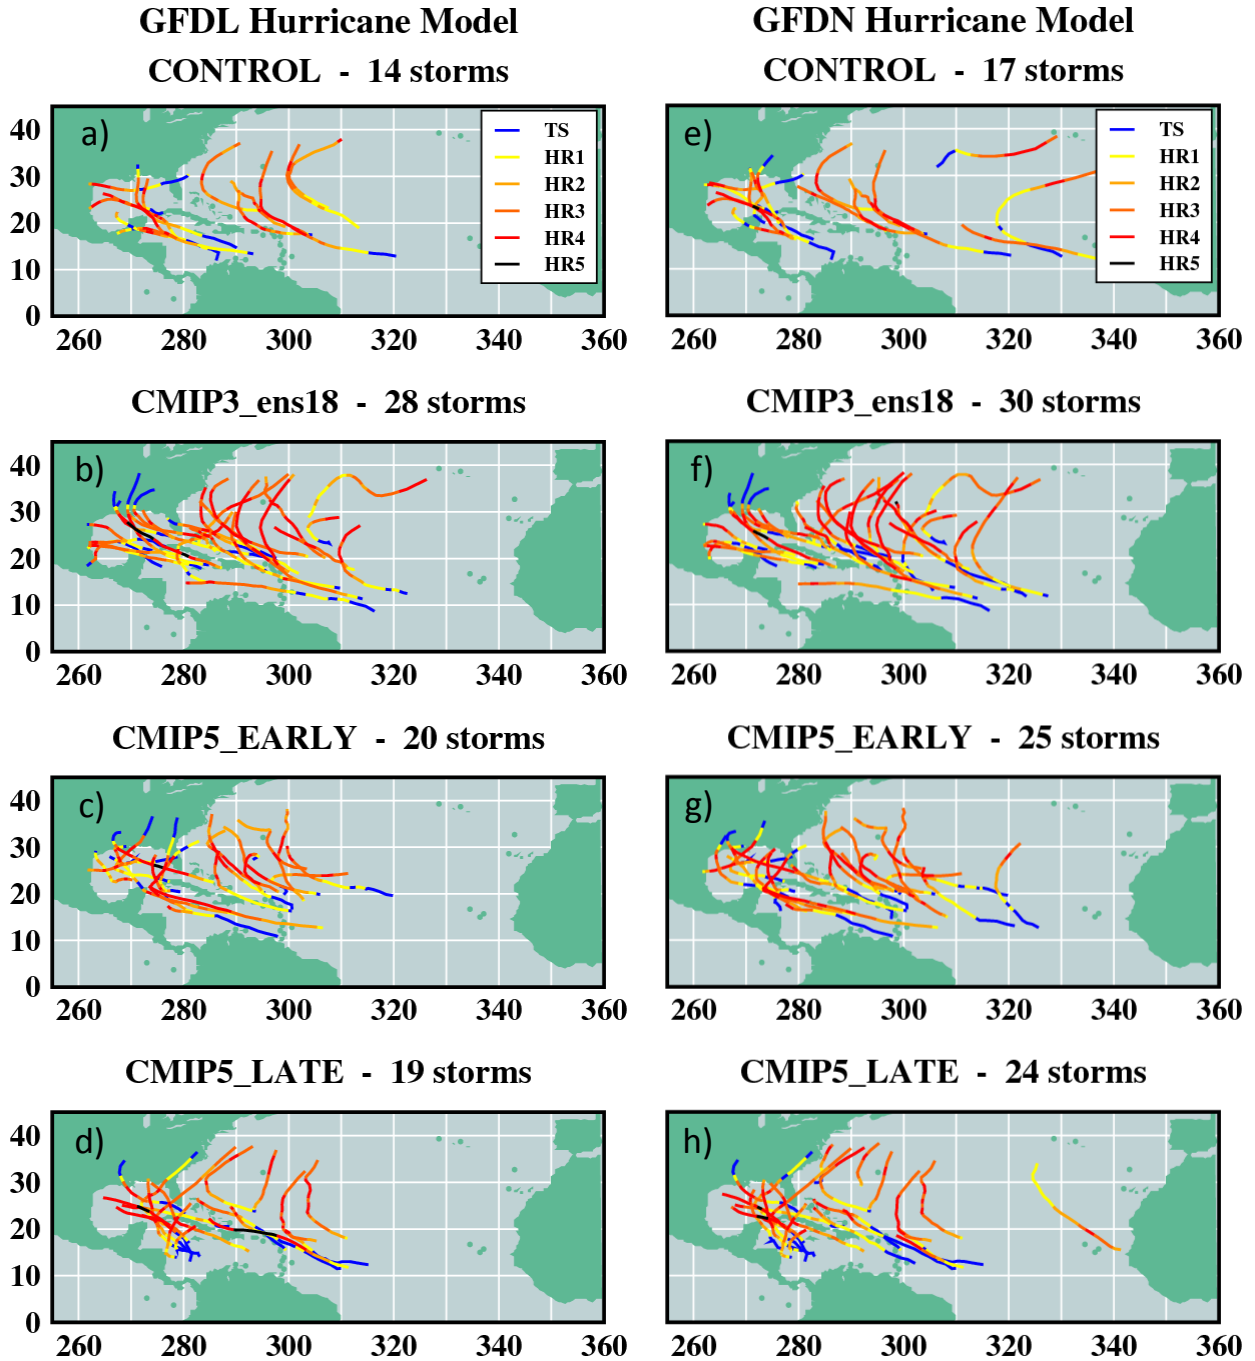 GFDL Hurricane Model
CONTROL - 14 storms
a)
TS
HR1
HR2
HR3
HR4
HR5
40
30
20
10
0
260 280 300 320 340 360
CMIP3_ens18 - 28 storms
b)
40
30
20
10
0
260 280 300 320 340 360
CMIP5_EARLY - 20 storms
c)
40
30
20
10
0
260 280 300 320 340 360
CMIP5_LATE - 19 storms
d)
40
30
20
10
0
260 280 300 320 340 360
GFDN Hurricane Model
CONTROL - 17 storms
e)
TS
HR1
HR2
HR3
HR4
HR5
260 280 300 320 340 360
CMIP3_ens18 - 30 storms
f)
260 280 300 320 340 360
CMIP5_EARLY - 25 storms
g)
260 280 300 320 340 360
CMIP5_LATE - 24 storms
h)
260 280 300 320 340 360